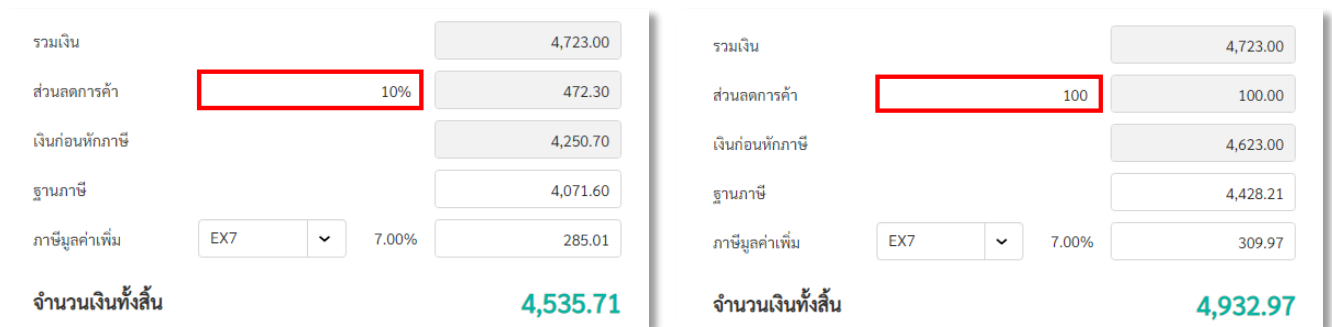 รวมเงิน 4,723.00
ส่วนลดการค้า 10% 472.30
เงินก่อนหักภาษี 4,250.70
ฐานภาษี 4,071.60
ภาษีมูลค่าเพิ่ม EX7 7.00% 285.01
จำนวนเงินทั้งสิ้น 4,535.71
รวมเงิน 4,723.00
ส่วนลดการค้า 100 100.00
เงินก่อนหักภาษี 4,623.00
ฐานภาษี 4,428.21
ภาษีมูลค่าเพิ่ม EX7 7.00% 309.97
จำนวนเงินทั้งสิ้น 4,932.97